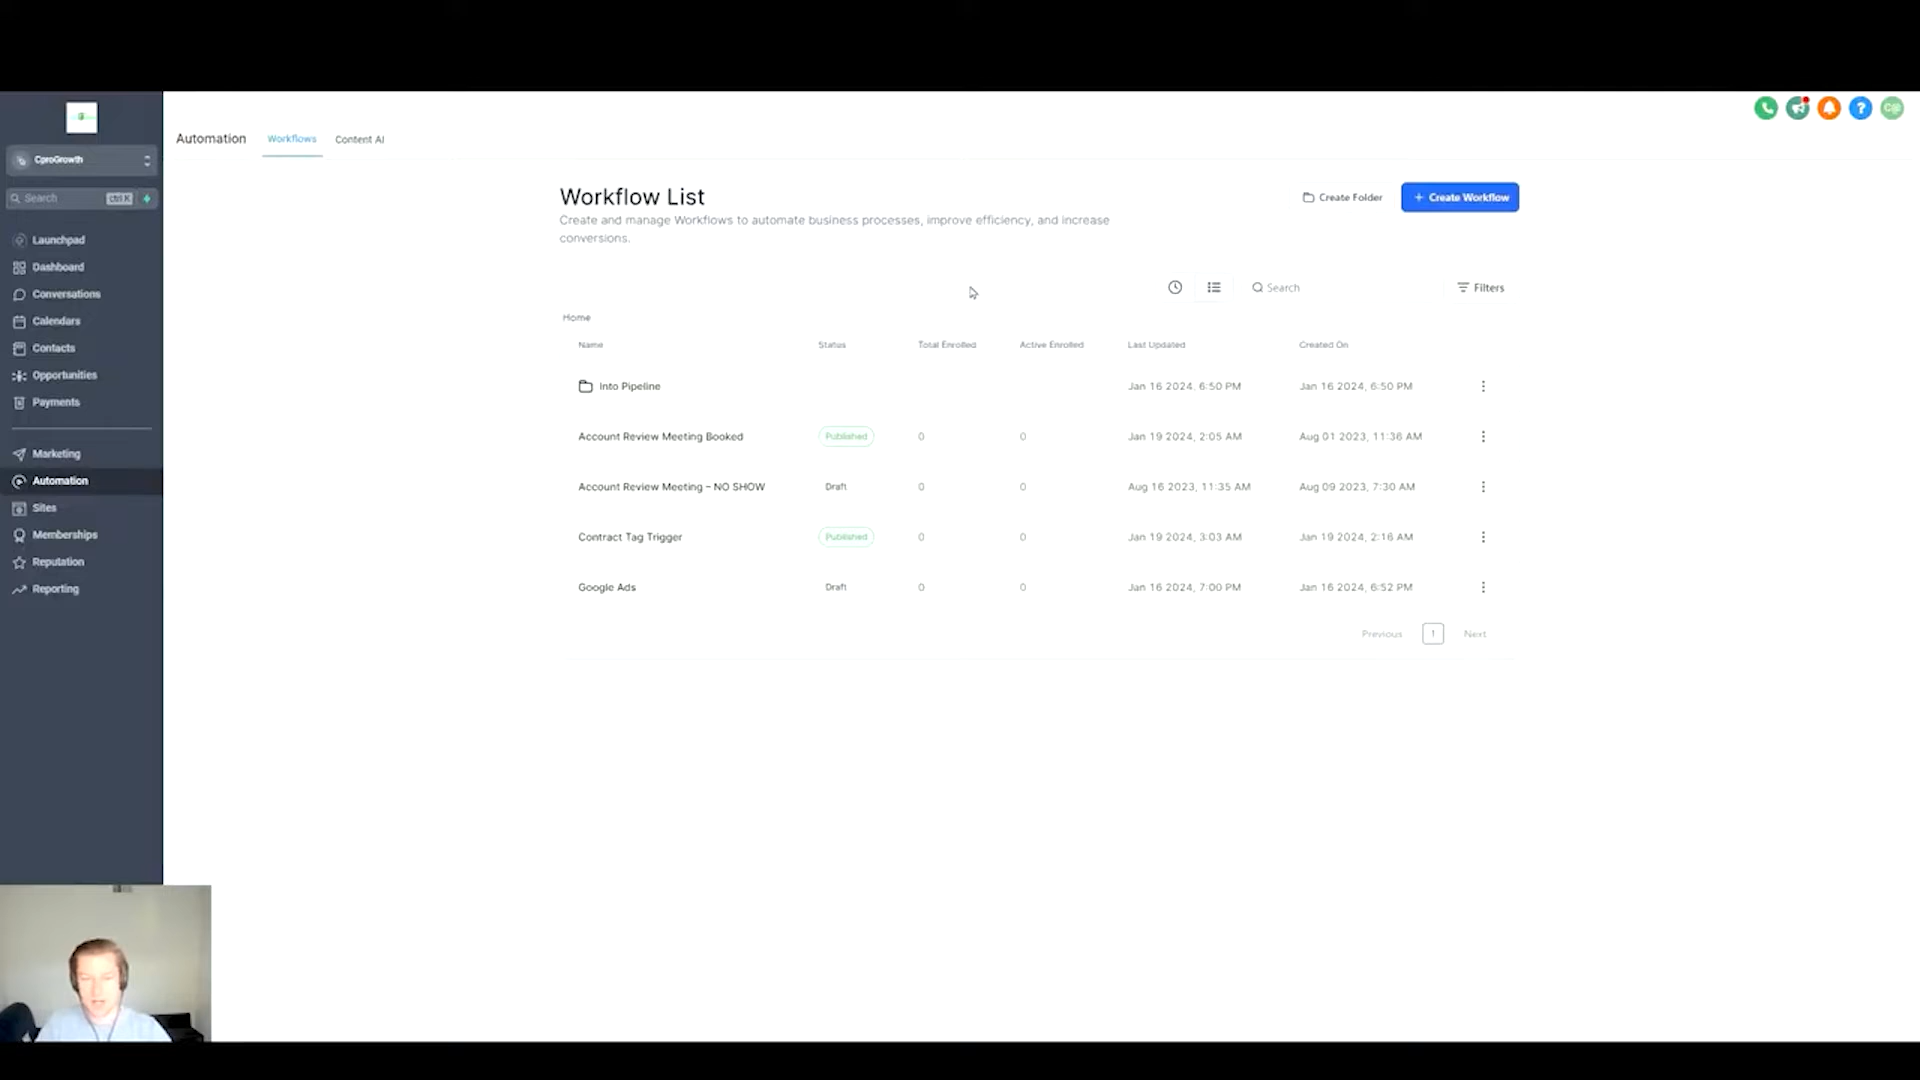 CproGrowth
Search
ctrl K
Launchpad
Dashboard
Conversations
Calendars
Contacts
Opportunities
Payments
Marketing
Automation
Sites
Memberships
Reputation
Reporting
Automation
Workflows
Content AI
?
Workflow List
Create and manage Workflows to automate business processes, improve efficiency, and increase
conversions.
Create Folder
+ Create Workflow
Search
Filters
Home
Name Status Total Enrolled Active Enrolled Last Updated Created On
Into Pipeline Jan 16 2024, 6:50 PM Jan 16 2024, 6:50 PM
Account Review Meeting Booked Published 0 0 Jan 19 2024, 2:05 AM Aug 01 2023, 11:36 AM
Account Review Meeting - NO SHOW Draft 0 0 Aug 16 2023, 11:35 AM Aug 09 2023, 7:30 AM
Contract Tag Trigger Published 0 0 Jan 19 2024, 3:03 AM Jan 19 2024, 2:16 AM
Google Ads Draft 0 0 Jan 16 2024, 7:00 PM Jan 16 2024, 6:52 PM
Previous 1 Next